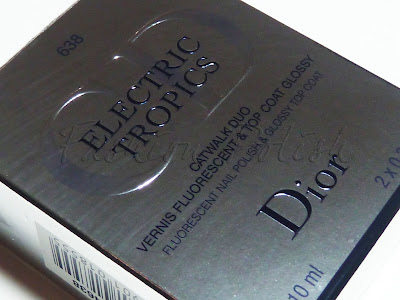 638
ELECTRIC
TROPICS
CATWALK DUO
VERNIS FLUORESCENT & TOP COAT GLOSSY
FLUORESCENT NAIL POLISH & GLOSSY TOP COAT
Dior
2 x
10 ml